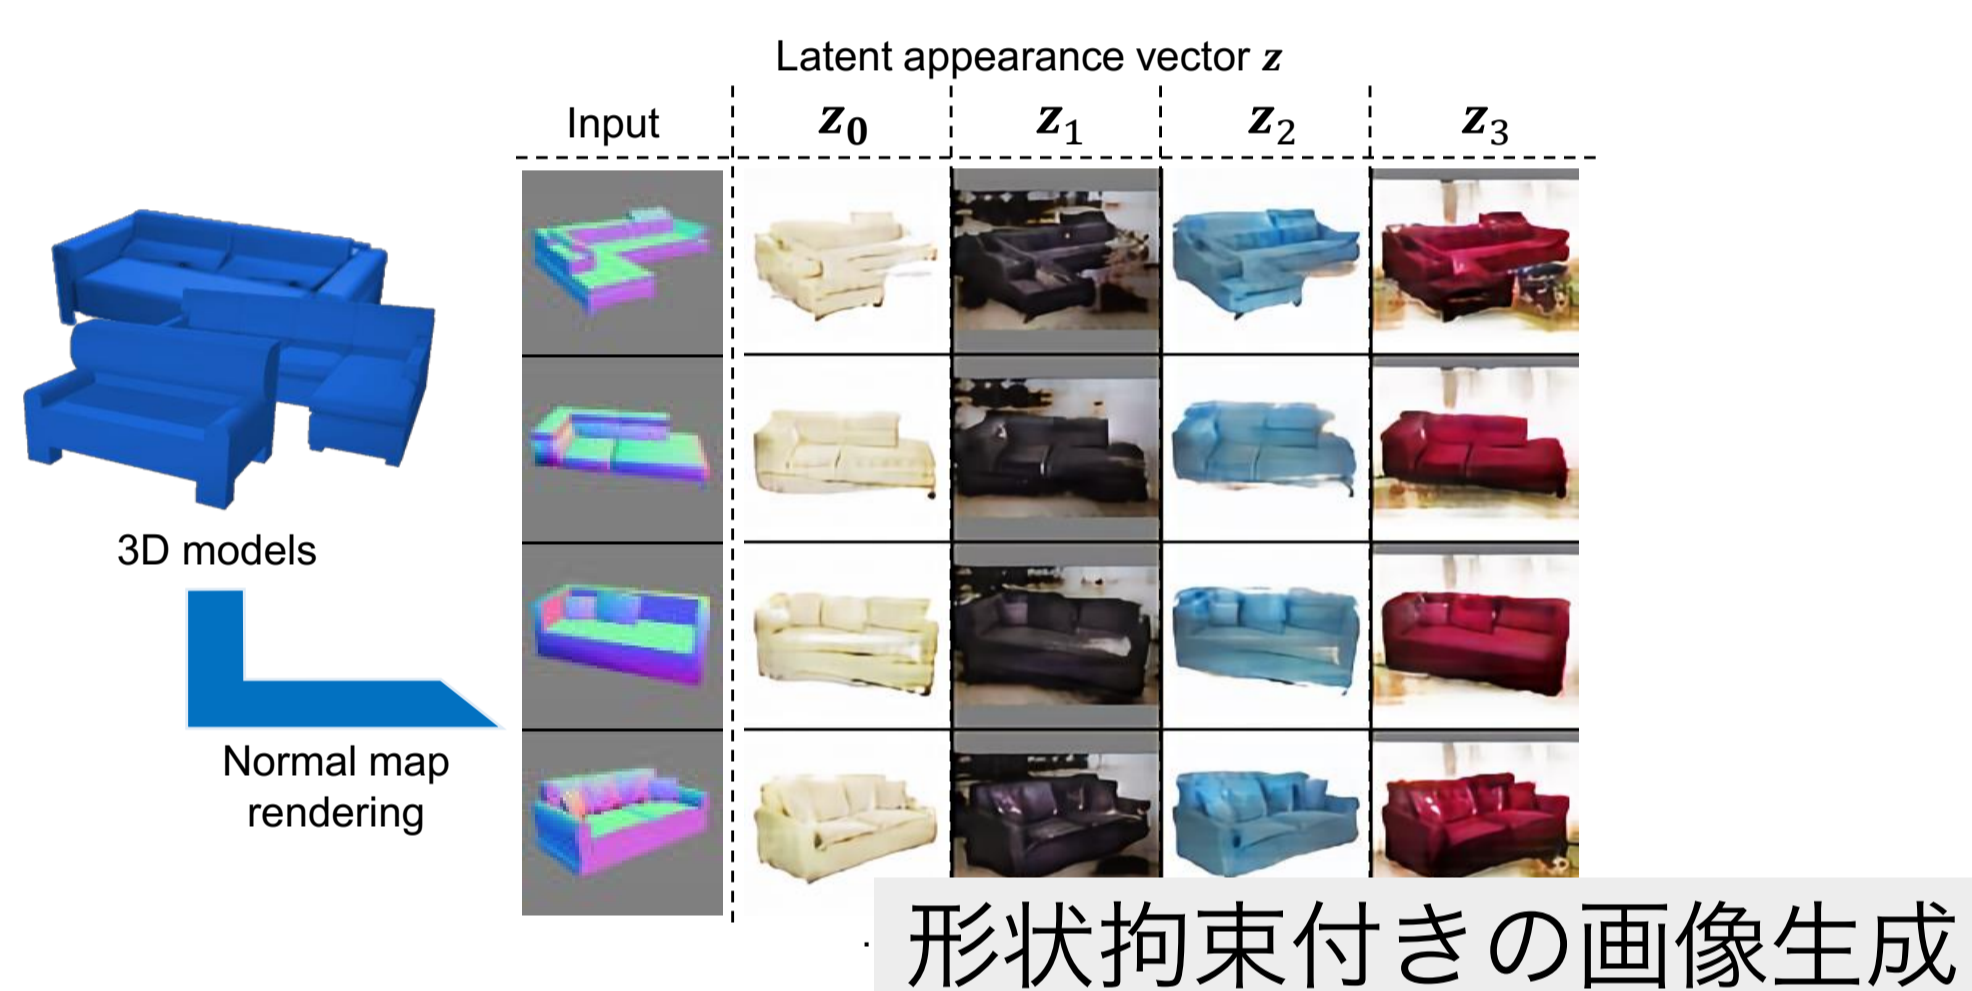 Latent appearance vector z
Input
z₀
z₁
z₂
z₃
3D models
Normal map
rendering
形状拘束付きの画像生成